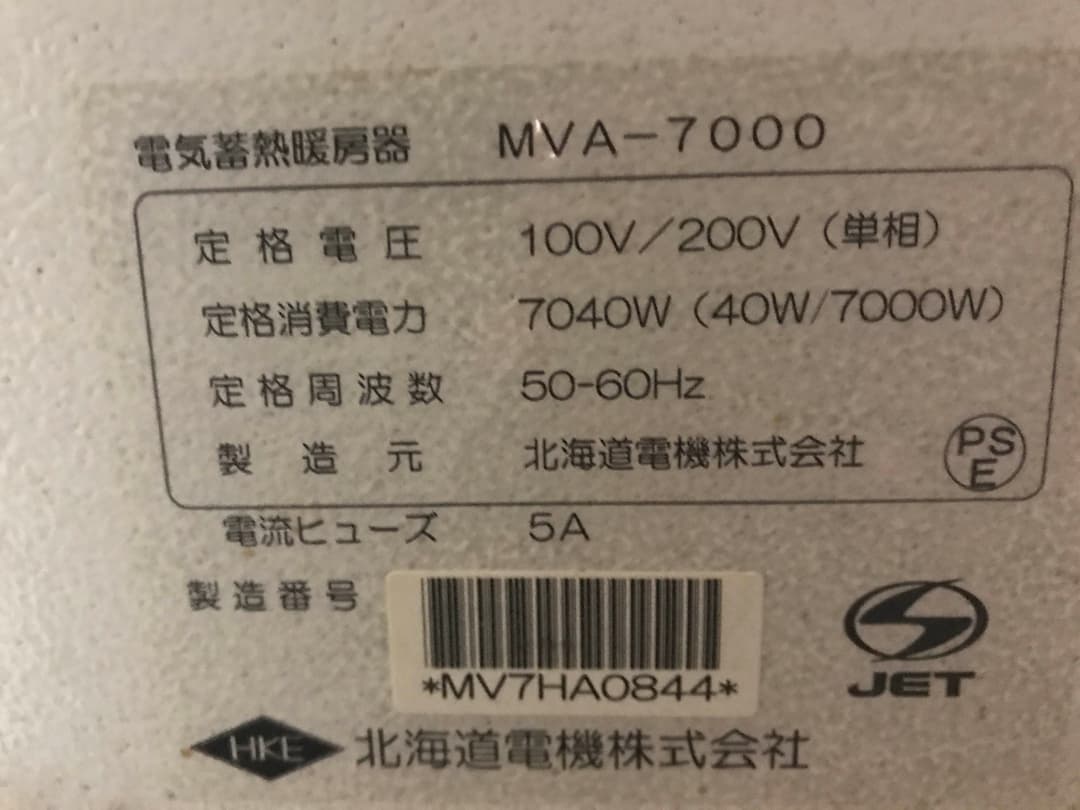 電気蓄熱暖房器 MVA-7000
定格電圧 100V/200V(単相)
定格消費電力 7040W(40W/7000W)
定格周波数 50-60Hz
製造元 北海道電機株式会社
PS
E
電流ヒューズ 5A
製造番号
*MV7HA0844*
JET
HKE 北海道電機株式会社